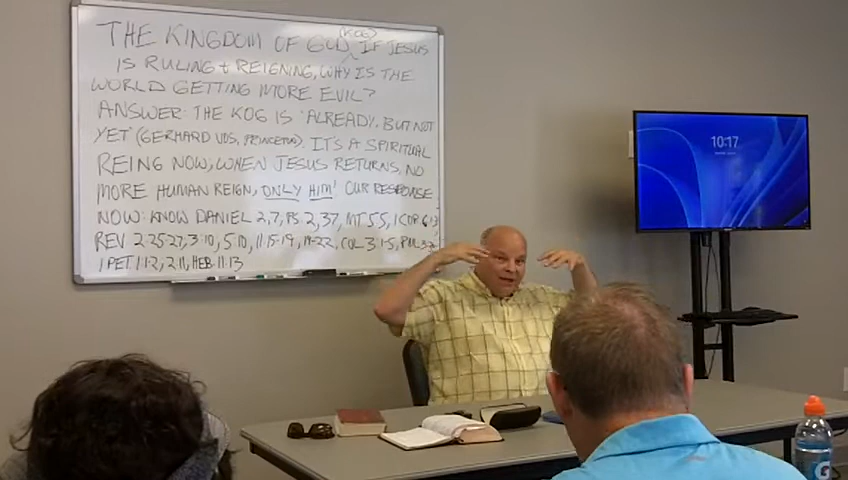 THE KINGDOM OF GOD (KOG) IF JESUS
IS RULING + REIGNING, WHY IS THE
WORLD GETTING MORE EVIL?
ANSWER: THE KOG IS "ALREADY, BUT NOT
YET" (GERHARD VOS, PRINCETON). IT'S A SPIRITUAL
REING NOW, WHEN JESUS RETURNS, NO
MORE HUMAN REIGN, ONLY HIM! OUR RESPONSE
NOW: KNOW DANIEL 2,7, PS. 2, 37, MT 5:5, 1 COR 6:3
REV 2:25-27, 3:10, 5:10, 11:15-19, 19-22, COL 3:1-5,
1 PET 1:12, 2:11, HEB 11:13
10:17
G